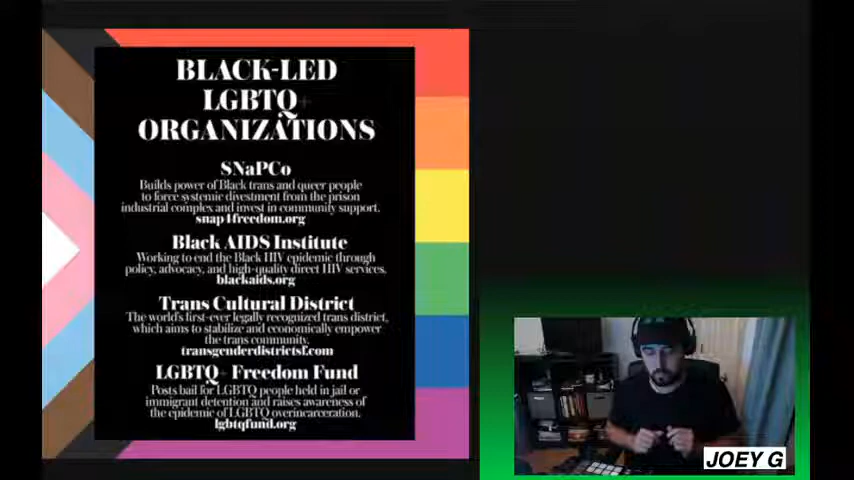 BLACK-LED
LGBTQ+
ORGANIZATIONS
SNaPCo
Builds power of Black trans and queer people
to force systemic divestment from the prison
industrial complex and invest in community support.
snap4freedom.org
Black AIDS Institute
Working to end the Black HIV epidemic through
policy, advocacy, and high-quality direct HIV services.
blackaids.org
Trans Cultural District
The world's first-ever legally recognized trans district,
which aims to stabilize and economically empower
the trans community.
transgenderdistrictsf.com
LGBTQ+ Freedom Fund
Posts bail for LGBTQ people held in jail or
immigrant detention and raises awareness of
the epidemic of LGBTQ overincarceration.
lgbtqfund.org
JOEY G